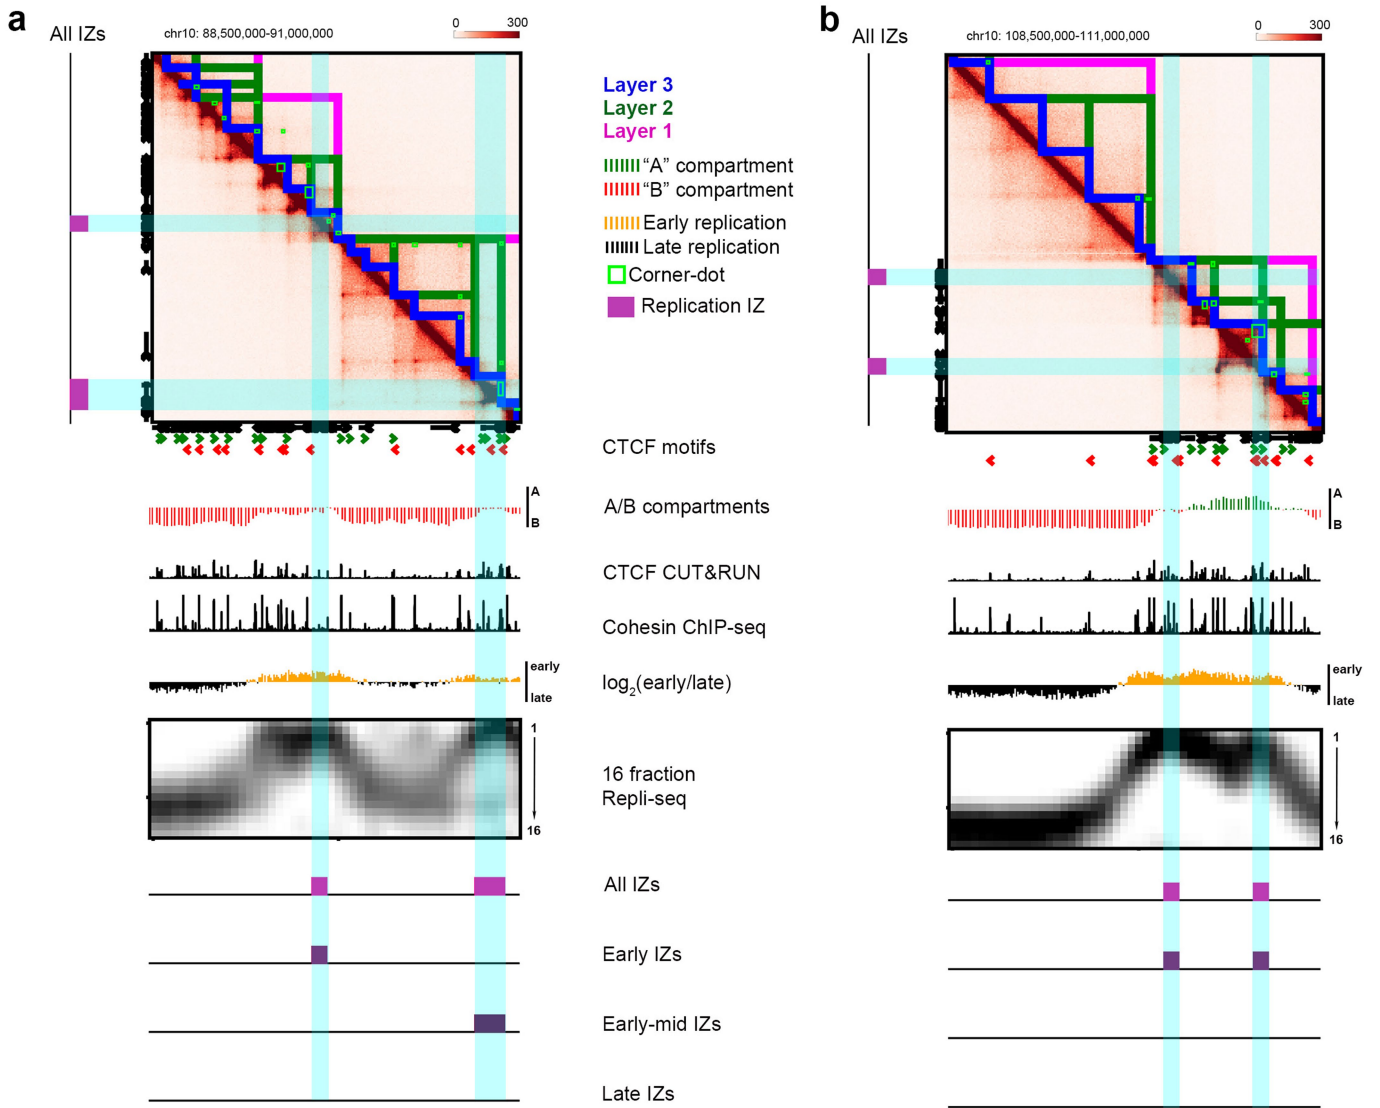 a
All IZs
chr10: 88,500,000-91,000,000
0
300
Layer 3
Layer 2
Layer 1
“A” compartment
“B” compartment
Early replication
Late replication
Corner-dot
Replication IZ
b
All IZs
chr10: 108,500,000-111,000,000
0
300
CTCF motifs
A
B
A/B compartments
A
B
CTCF CUT&RUN
Cohesin ChIP-seq
early
late
log2(early/late)
early
late
1
16
16 fraction
Repli-seq
1
16
All IZs
Early IZs
Early-mid IZs
Late IZs